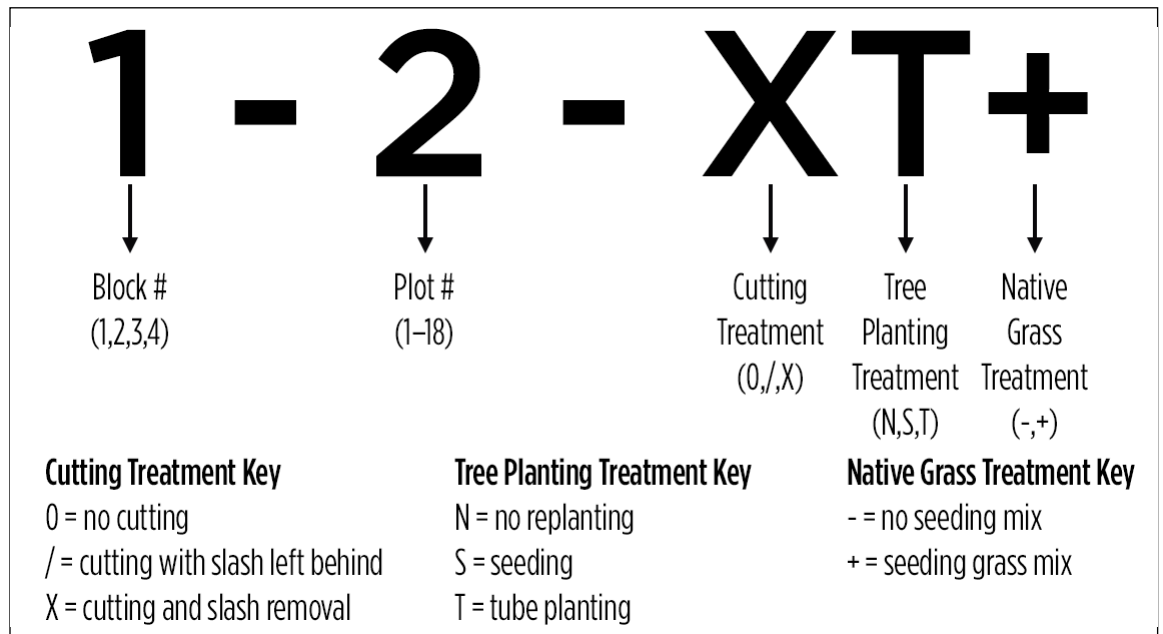 1 - 2 - XT+
Block #
(1,2,3,4)
Plot #
(1–18)
Cutting
Treatment
(0,/,X)
Tree
Planting
Treatment
(N,S,T)
Native
Grass
Treatment
(-,+)
Cutting Treatment Key
0 = no cutting
/ = cutting with slash left behind
X = cutting and slash removal
Tree Planting Treatment Key
N = no replanting
S = seeding
T = tube planting
Native Grass Treatment Key
- = no seeding mix
+ = seeding grass mix